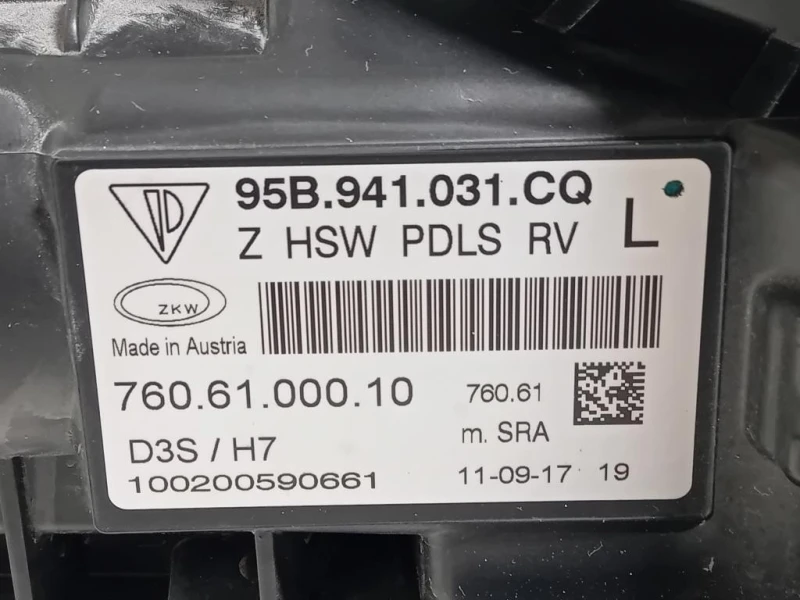 95B.941.031.CQ
Z HSW PDLS RV L
ZKW
Made in Austria
760.61.000.10 760.61
D3S / H7 m. SRA
100200590661 11-09-17 19